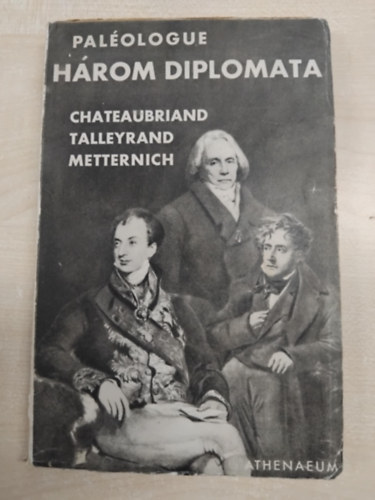 PALÉOLOGUE
HÁROM DIPLOMATA
CHATEAUBRIAND
TALLEYRAND
METTERNICH
ATHENAEUM